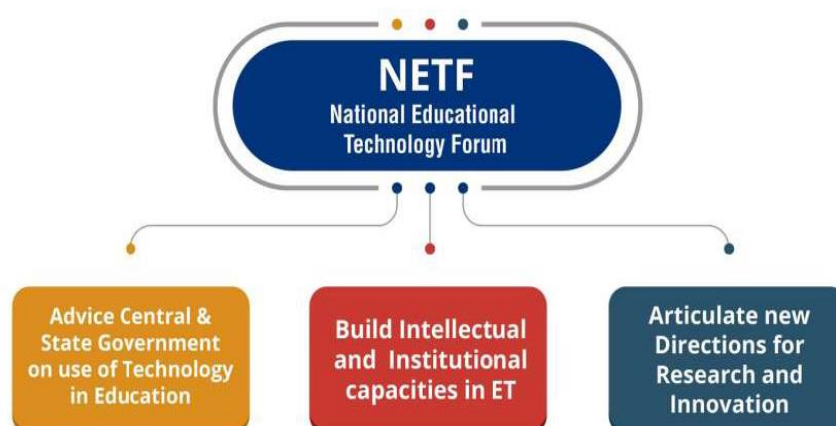 NETF
National Educational
Technology Forum
Advice Central &
State Government
on use of Technology
in Education
Build Intellectual
and Institutional
capacities in ET
Articulate new
Directions for
Research and
Innovation